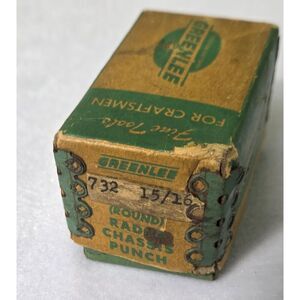 GREENLEE
FOR CRAFTSMEN
Fine Tools
GREENLEE
732 15/16
(ROUND)
RADIO
CHASSIS
PUNCH